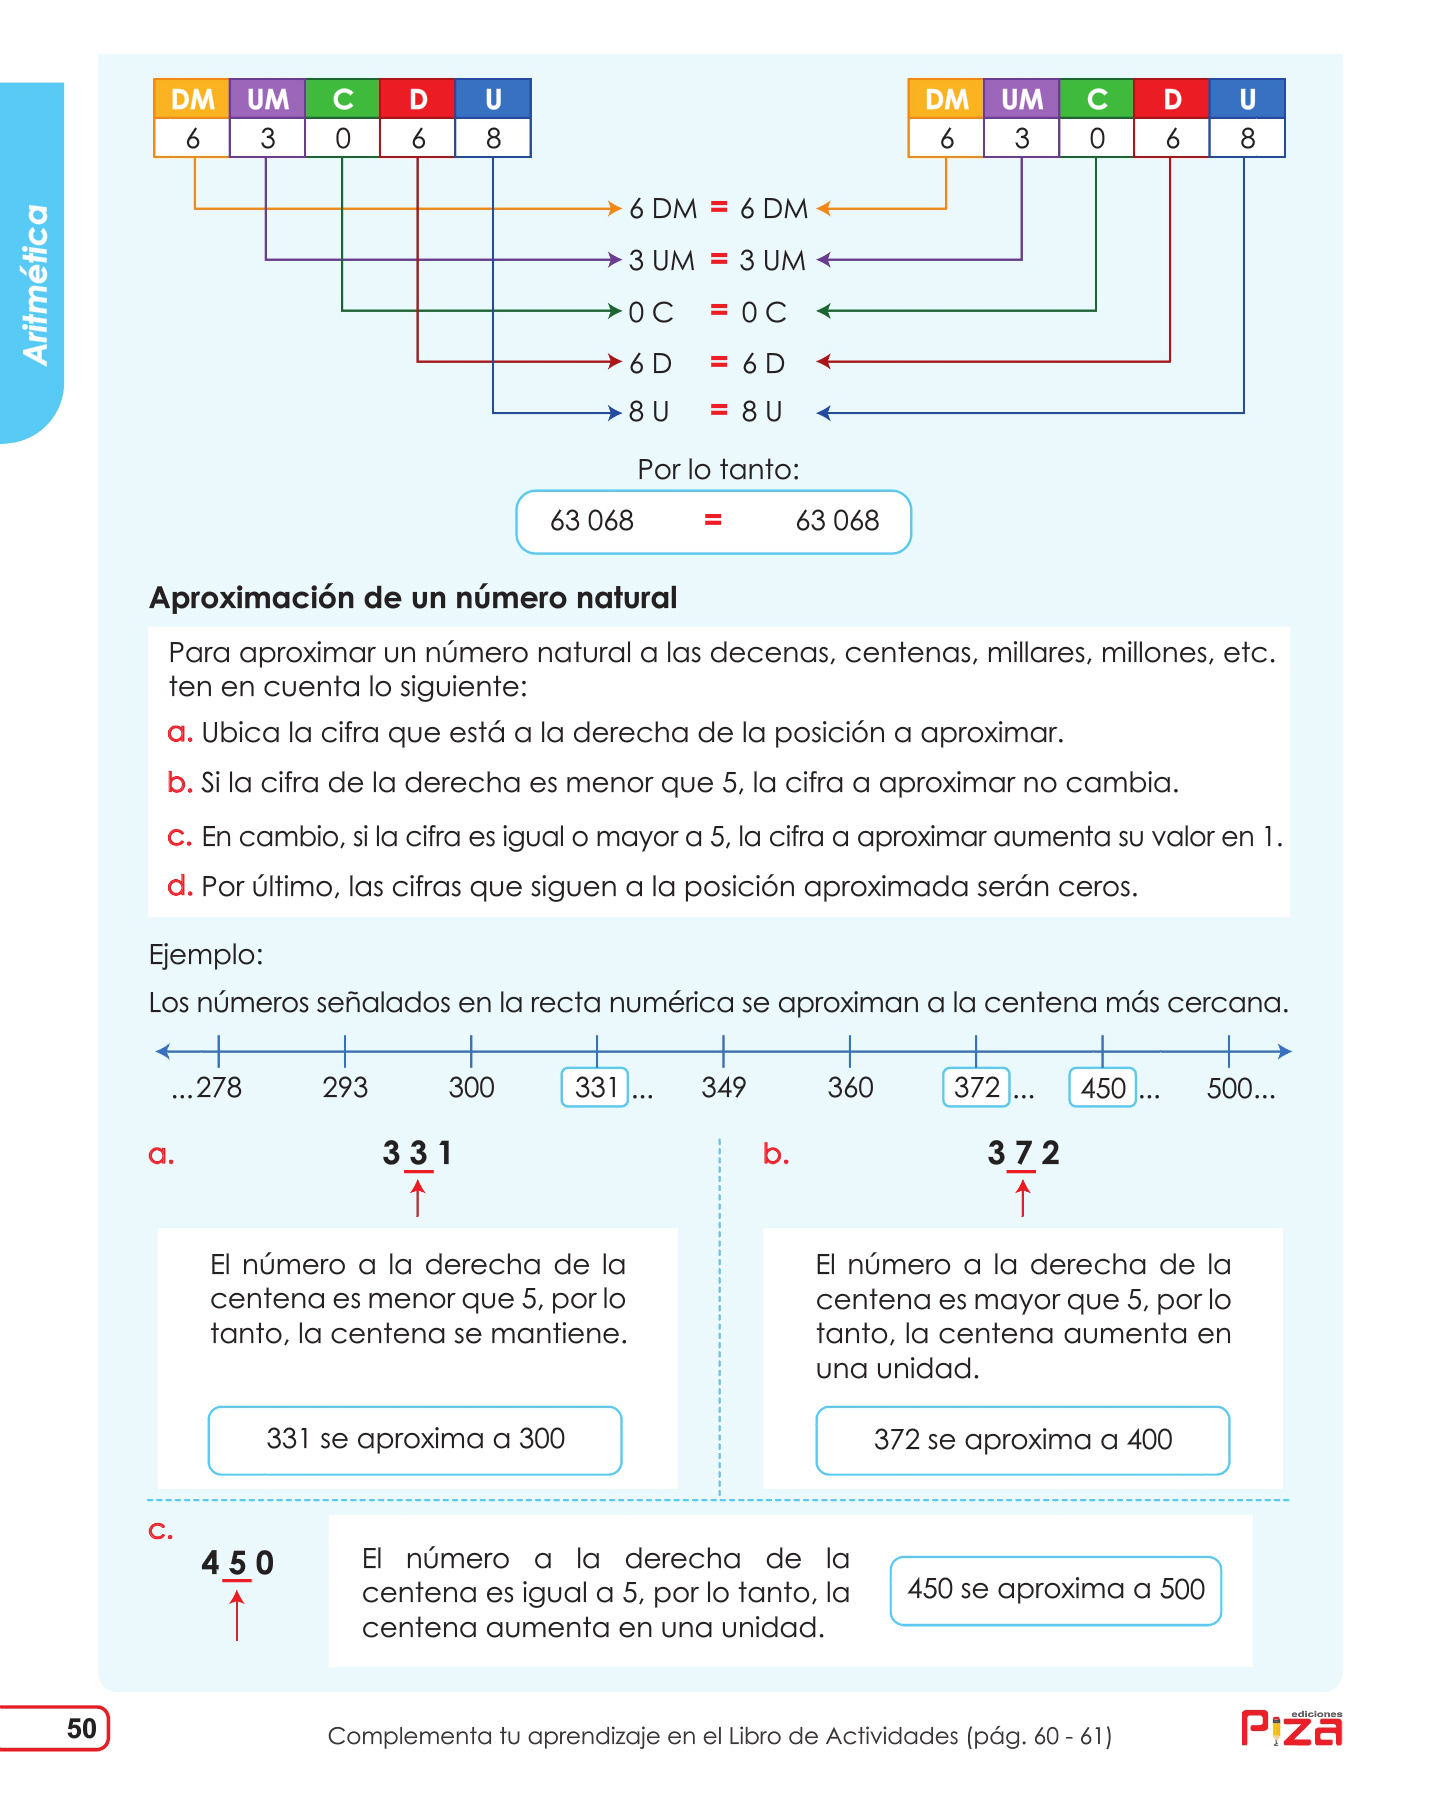 Aritmética
DM UM C D U
6 3 0 6 8
DM UM C D U
6 3 0 6 8
6 DM = 6 DM
3 UM = 3 UM
0 C = 0 C
6 D = 6 D
8 U = 8 U
Por lo tanto:
63 068 = 63 068
Aproximación de un número natural
Para aproximar un número natural a las decenas, centenas, millares, millones, etc.
ten en cuenta lo siguiente:
a. Ubica la cifra que está a la derecha de la posición a aproximar.
b. Si la cifra de la derecha es menor que 5, la cifra a aproximar no cambia.
c. En cambio, si la cifra es igual o mayor a 5, la cifra a aproximar aumenta su valor en 1.
d. Por último, las cifras que siguen a la posición aproximada serán ceros.
Ejemplo:
Los números señalados en la recta numérica se aproximan a la centena más cercana.
...278 293 300 331 ... 349 360 372 ... 450 ... 500...
a. 3 3 1
El número a la derecha de la
centena es menor que 5, por lo
tanto, la centena se mantiene.
331 se aproxima a 300
b. 3 7 2
El número a la derecha de la
centena es mayor que 5, por lo
tanto, la centena aumenta en
una unidad.
372 se aproxima a 400
c.
4 5 0
El número a la derecha de la
centena es igual a 5, por lo tanto, la
centena aumenta en una unidad.
450 se aproxima a 500
50
Complementa tu aprendizaje en el Libro de Actividades (pág. 60 - 61)
ediciones
Piza